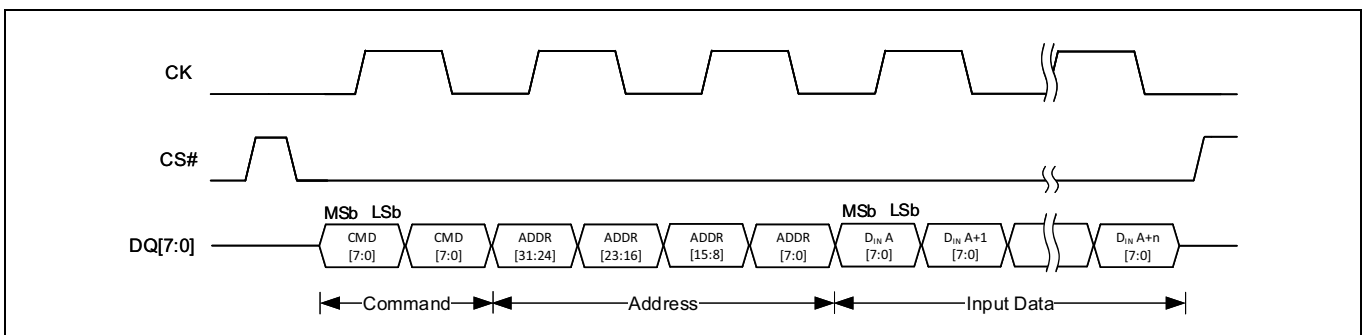 CK
CS#
MSb LSb MSb LSb
DQ[7:0]
CMD CMD ADDR ADDR ADDR ADDR DIN A DIN A+1 DIN A+n
[7:0] [7:0] [31:24] [23:16] [15:8] [7:0] [7:0] [7:0] [7:0]
Command Address Input Data